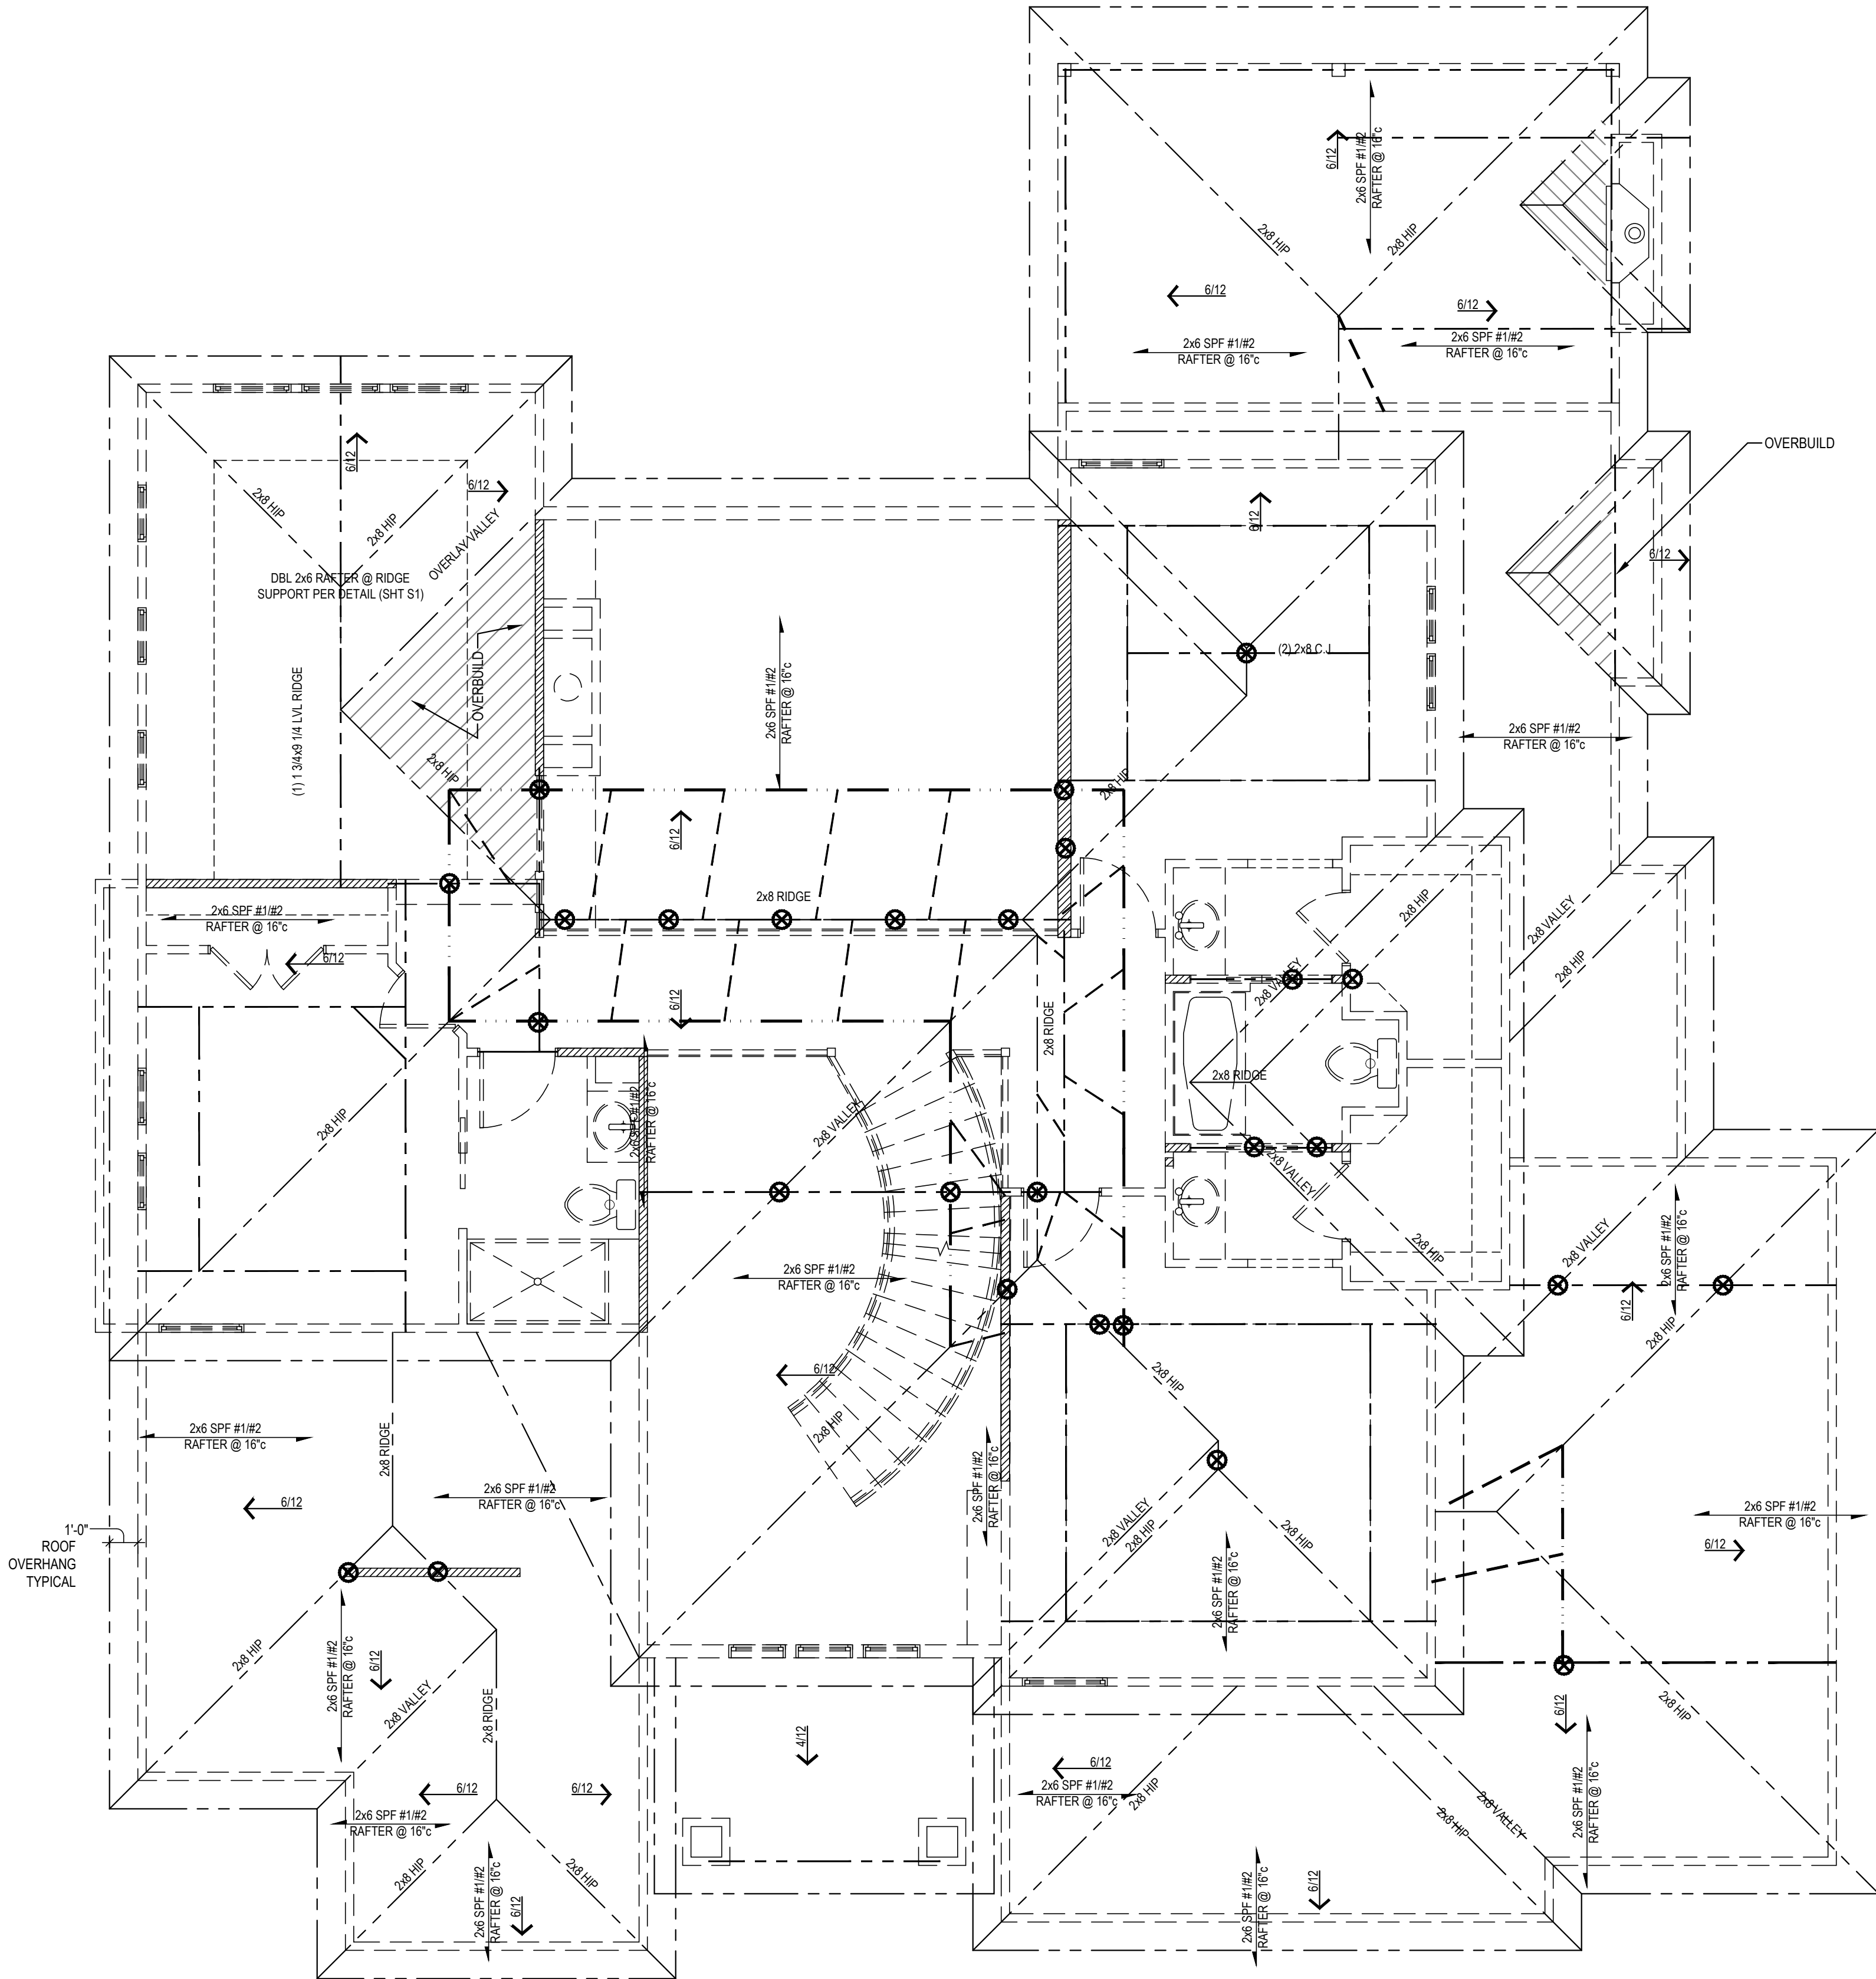 6/12
2x6 SPF #1/#2
RAFTER @ 16"c
2x8 HIP
2x8 HIP
6/12
2x6 SPF #1/#2
RAFTER @ 16"c
6/12
2x6 SPF #1/#2
RAFTER @ 16"c
OVERBUILD
6/12
6/12
2x8 HIP
2x8 HIP
OVERLAY VALLEY
DBL 2x6 RAFTER @ RIDGE
SUPPORT PER DETAIL (SHT S1)
OVERBUILD
(1) 1 3/4x9 1/4 LVL RIDGE
2x8 HIP
2x6 SPF #1/#2
RAFTER @ 16"c
6/12
6/12
(2) 2x8 C.J.
2x8 HIP
6/12
2x6 SPF #1/#2
RAFTER @ 16"c
2x8 RIDGE
2x6 SPF #1/#2
RAFTER @ 16"c
6/12
6/12
2x8 RIDGE
2x8 VALLEY
2x8 HIP
2x8 VALLEY
2x8 HIP
2x8 RIDGE
2x8 HIP
2x6 SPF #1/#2
RAFTER @ 16"c
2x8 VALLEY
2x8 VALLEY
2x8 HIP
2x8 VALLEY
2x6 SPF #1/#2
RAFTER @ 16"c
6/12
2x8 HIP
2x6 SPF #1/#2
RAFTER @ 16"c
6/12
2x8 HIP
2x8 HIP
2x6 SPF #1/#2
RAFTER @ 16"c
2x8 RIDGE
2x6 SPF #1/#2
RAFTER @ 16"c
6/12
2x6 SPF #1/#2
RAFTER @ 16"c
2x8 VALLEY
2x8 HIP
2x8 HIP
2x6 SPF #1/#2
RAFTER @ 16"c
2x6 SPF #1/#2
RAFTER @ 16"c
6/12
1'-0"
ROOF
OVERHANG
TYPICAL
2x8 HIP
2x6 SPF #1/#2
RAFTER @ 16"c
6/12
2x8 VALLEY
2x8 RIDGE
6/12
6/12
2x6 SPF #1/#2
RAFTER @ 16"c
2x8 HIP
2x8 HIP
2x6 SPF #1/#2
RAFTER @ 16"c
6/12
4/12
6/12
2x6 SPF #1/#2
RAFTER @ 16"c
2x8 HIP
2x8 HIP
2x8 VALLEY
2x6 SPF #1/#2
RAFTER @ 16"c
6/12
6/12
2x6 SPF #1/#2
RAFTER @ 16"c
2x8 HIP